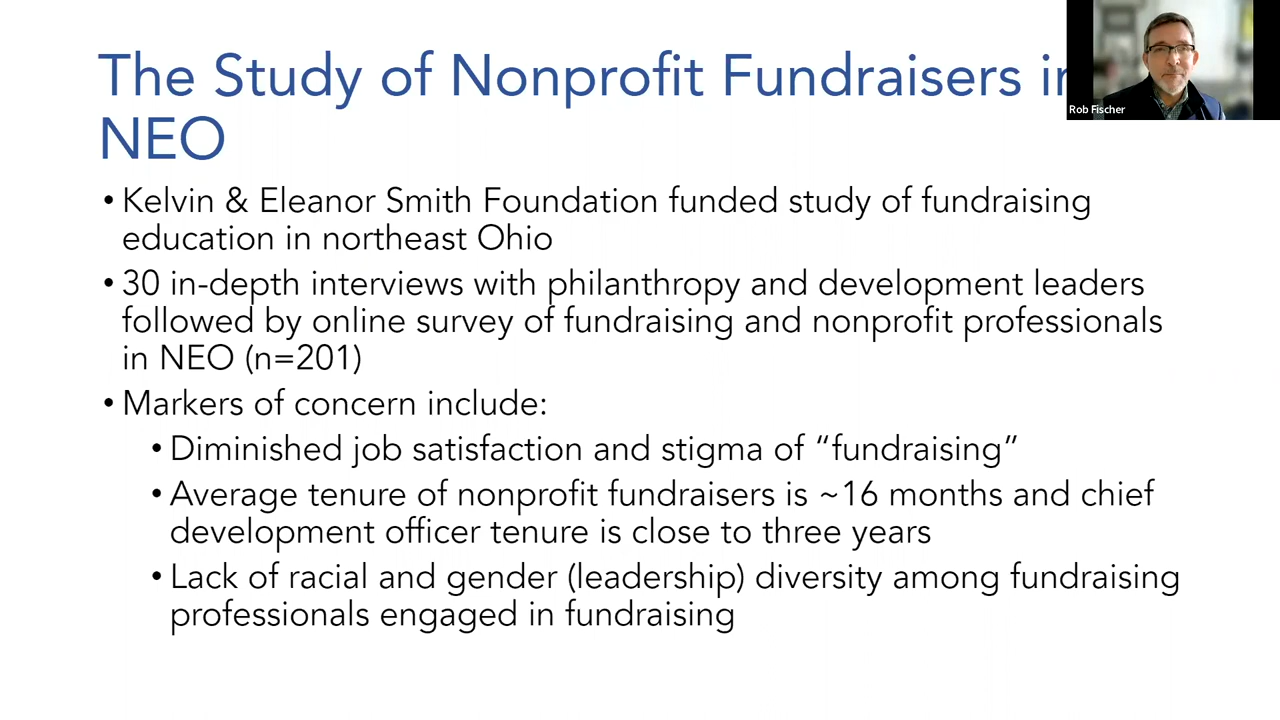 The Study of Nonprofit Fundraisers in
NEO
Rob Fischer
• Kelvin & Eleanor Smith Foundation funded study of fundraising
education in northeast Ohio
• 30 in-depth interviews with philanthropy and development leaders
followed by online survey of fundraising and nonprofit professionals
in NEO (n=201)
• Markers of concern include:
• Diminished job satisfaction and stigma of “fundraising”
• Average tenure of nonprofit fundraisers is ~16 months and chief
development officer tenure is close to three years
• Lack of racial and gender (leadership) diversity among fundraising
professionals engaged in fundraising